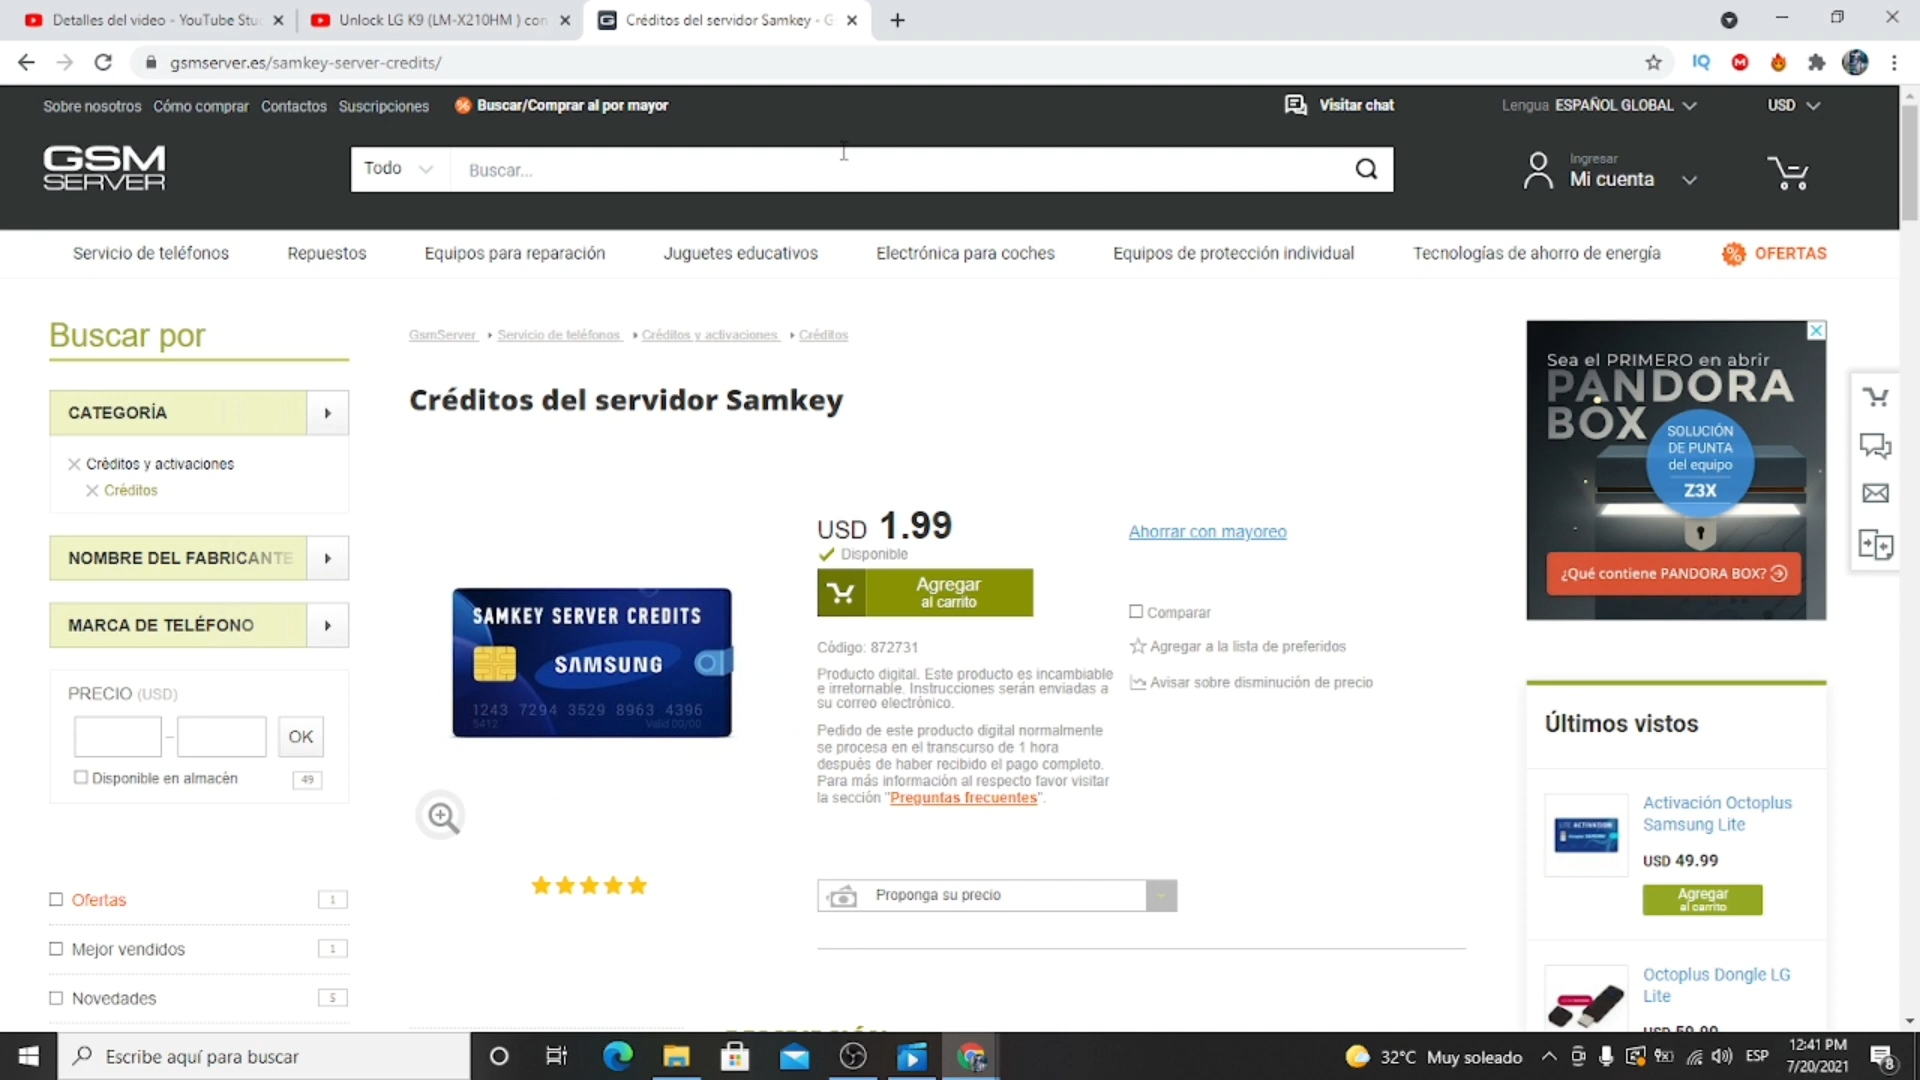 Detalles del video - YouTube Stu
Unlock LG K9 (LM-X210HM ) con
Créditos del servidor Samkey - G
gsmserver.es/samkey-server-credits/
IQ
Sobre nosotros
Cómo comprar
Contactos
Suscripciones
Buscar/Comprar al por mayor
Visitar chat
Lengua ESPAÑOL GLOBAL
USD
GSM
SERVER
Todo
Buscar...
Ingresar
Mi cuenta
Servicio de teléfonos
Repuestos
Equipos para reparación
Juguetes educativos
Electrónica para coches
Equipos de protección individual
Tecnologías de ahorro de energía
OFERTAS
Buscar por
CATEGORÍA
Créditos y activaciones
Créditos
NOMBRE DEL FABRICANTE
MARCA DE TELÉFONO
PRECIO (USD)
OK
Disponible en almacén
49
Ofertas
1
Mejor vendidos
1
Novedades
5
GsmServer
Servicio de teléfonos
Créditos y activaciones
Créditos
Créditos del servidor Samkey
SAMKEY SERVER CREDITS
SAMSUNG
1243 7294 3529 8963 4396
5412
Valid 00/00
USD 1.99
Disponible
Agregar
al carrito
Código: 872731
Producto digital. Este producto es incambiable
e irretornable. Instrucciones serán enviadas a
su correo electrónico.
Pedido de este producto digital normalmente
se procesa en el transcurso de 1 hora
después de haber recibido el pago completo.
Para más información al respecto favor visitar
la sección "Preguntas frecuentes".
Ahorrar con mayoreo
Comparar
Agregar a la lista de preferidos
Avisar sobre disminución de precio
Proponga su precio
Sea el PRIMERO en abrir
PANDORA
BOX
SOLUCIÓN
DE PUNTA
del equipo
Z3X
¿Qué contiene PANDORA BOX?
Últimos vistos
Activación Octoplus
Samsung Lite
USD 49.99
Agregar
al carrito
Octoplus Dongle LG
Lite
USD 59.99
Escribe aquí para buscar
32°C Muy soleado
ESP
12:41 PM
7/20/2021
8